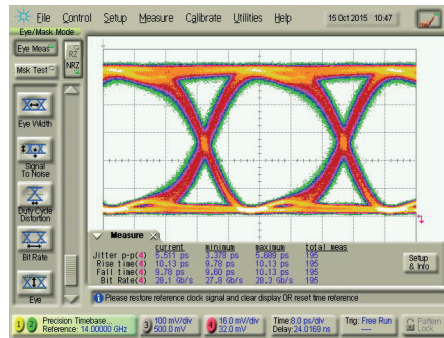 File Control Setup Measure Calibrate Utilities Help 15 Oct 2015 10:47
Eye/Mask Mode
Eye Meas
RZ
NRZ
Msk Test
Eye Width
Signal To Noise
Duty Cycle Distortion
Bit Rate
Eye
Measure
current minimum maximum total meas
Jitter p-p(4) 5.511 ps 3.378 ps 5.689 ps 195
Rise time(4) 10.13 ps 9.78 ps 10.13 ps 195
Fall time(4) 9.78 ps 9.60 ps 10.13 ps 195
Bit Rate(4) 28.1 Gb/s 27.8 Gb/s 28.3 Gb/s 195
Setup & Info
Please restore reference clock signal and clear display OR reset time reference
1 2 Precision Timebase... 3 100 mV/div 4 16.0 mV/div Time:8.0 ps/div Trig: Free Run Pattern
Reference: 14.00000 GHz 500.0 mV 32.0 mV Delay:24.0169 ns Lock